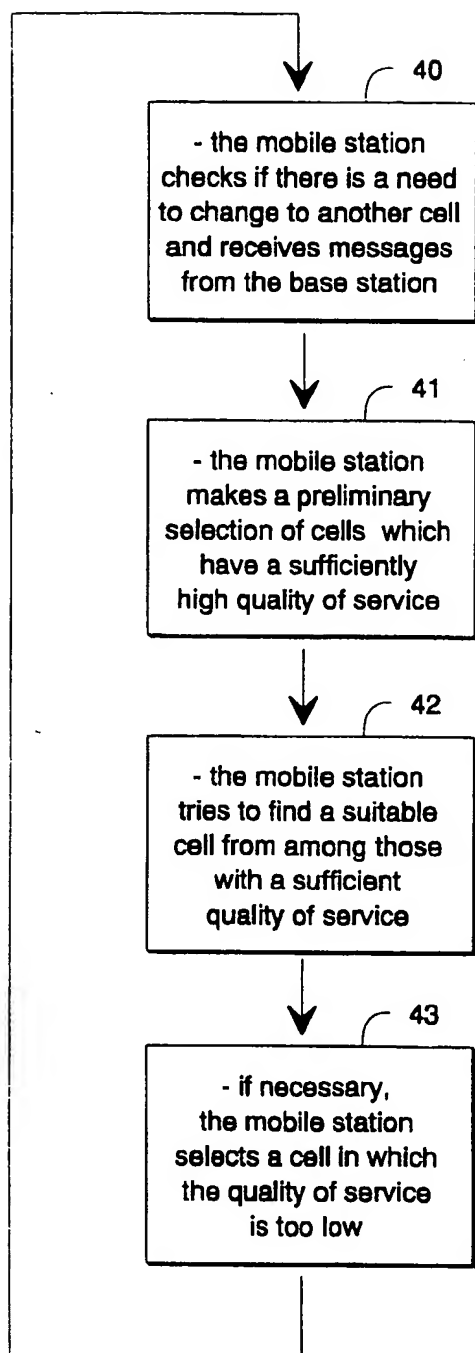 40
- the mobile station
checks if there is a need
to change to another cell
and receives messages
from the base station
41
- the mobile station
makes a preliminary
selection of cells which
have a sufficiently
high quality of service
42
- the mobile station
tries to find a suitable
cell from among those
with a sufficient
quality of service
43
- if necessary,
the mobile station
selects a cell in which
the quality of service
is too low